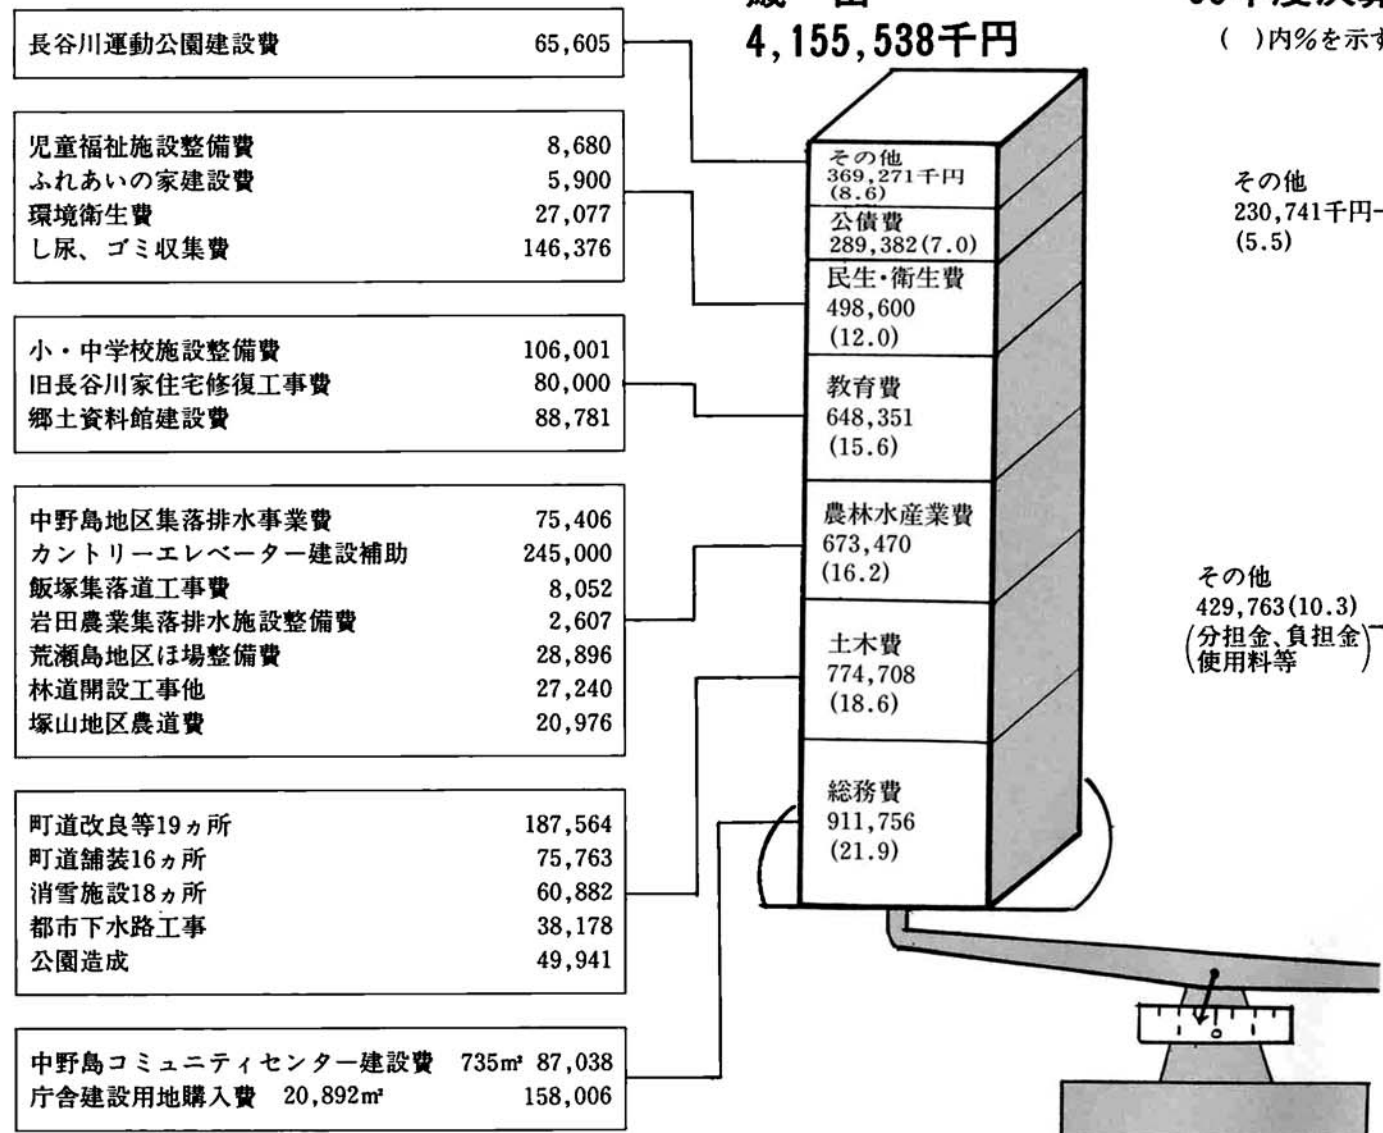 4,155,538千円
( )内%を示す
長谷川運動公園建設費 65,605
児童福祉施設整備費 8,680
ふれあいの家建設費 5,900
環境衛生費 27,077
し尿、ゴミ収集費 146,376
小・中学校施設整備費 106,001
旧長谷川家住宅修復工事費 80,000
郷土資料館建設費 88,781
中野島地区集落排水事業費 75,406
カントリーエレベーター建設補助 245,000
飯塚集落道工事費 8,052
岩田農業集落排水施設整備費 2,607
荒瀬島地区ほ場整備費 28,896
林道開設工事他 27,240
塚山地区農道費 20,976
町道改良等19ヵ所 187,564
町道舗装16ヵ所 75,763
消雪施設18ヵ所 60,882
都市下水路工事 38,178
公園造成 49,941
中野島コミュニティセンター建設費 735㎡ 87,038
庁舎建設用地購入費 20,892㎡ 158,006
その他
369,271千円
(8.6)
公債費
289,382(7.0)
民生・衛生費
498,600
(12.0)
教育費
648,351
(15.6)
農林水産業費
673,470
(16.2)
土木費
774,708
(18.6)
総務費
911,756
(21.9)
その他
230,741千円
(5.5)
その他
429,763(10.3)
(分担金、負担金
使用料等)
0